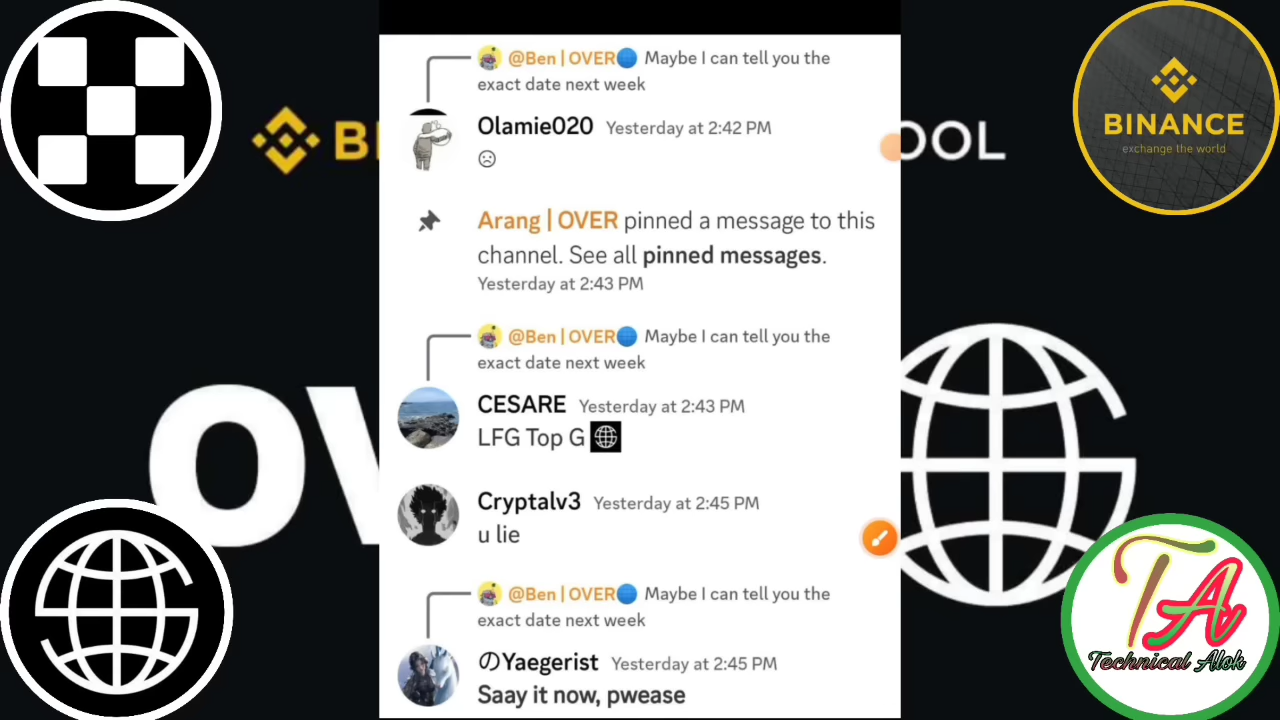 @Ben | OVER Maybe I can tell you the
exact date next week
Olamie020 Yesterday at 2:42 PM
Arang | OVER pinned a message to this
channel. See all pinned messages.
Yesterday at 2:43 PM
@Ben | OVER Maybe I can tell you the
exact date next week
CESARE Yesterday at 2:43 PM
LFG Top G
Cryptalv3 Yesterday at 2:45 PM
u lie
@Ben | OVER Maybe I can tell you the
exact date next week
のYaegerist Yesterday at 2:45 PM
Saay it now, pwease
BINANCE
exchange the world
OOL
OV
TA
Technical Alok